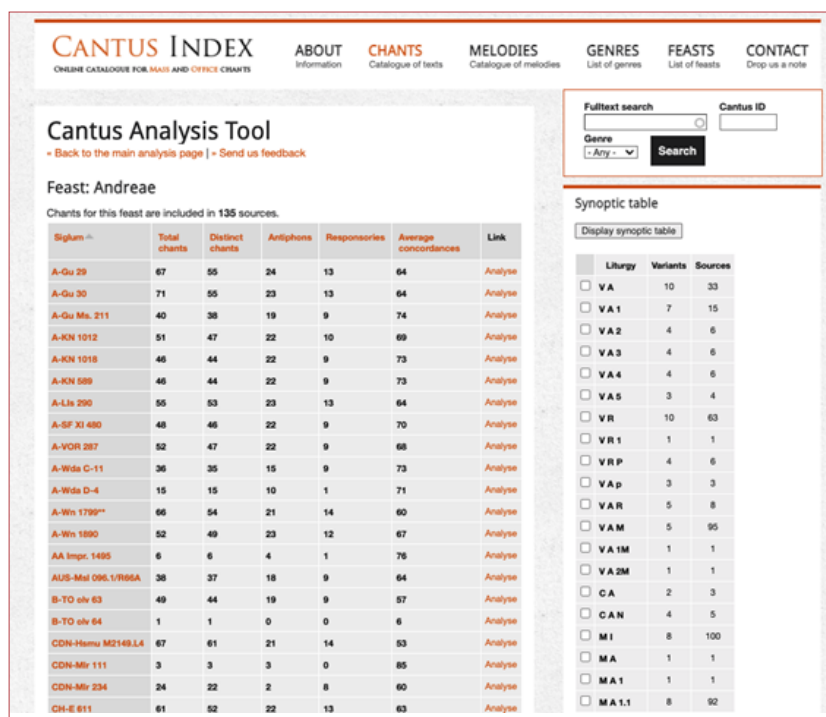 CANTUS INDEX
ONLINE CATALOGUE FOR MASS AND OFFICE CHANTS
ABOUT
Information
CHANTS
Catalogue of texts
MELODIES
Catalogue of melodies
GENRES
List of genres
FEASTS
List of feasts
CONTACT
Drop us a note
Cantus Analysis Tool
» Back to the main analysis page | » Send us feedback
Feast: Andreae
Chants for this feast are included in 135 sources.
Siglum Total chants Distinct chants Antiphons Responsories Average concordances Link
A-Gu 29 67 55 24 13 64 Analyse
A-Gu 30 71 55 23 13 64 Analyse
A-Gu Ms. 211 40 38 19 9 74 Analyse
A-KN 1012 51 47 22 10 69 Analyse
A-KN 1018 46 44 22 9 73 Analyse
A-KN 589 46 44 22 9 73 Analyse
A-LIs 290 55 53 23 13 64 Analyse
A-SF XI 480 48 46 22 9 70 Analyse
A-VOR 287 52 47 22 9 68 Analyse
A-Wda C-11 36 35 15 9 73 Analyse
A-Wda D-4 15 15 10 1 71 Analyse
A-Wn 1799** 66 54 21 14 60 Analyse
A-Wn 1890 52 49 23 12 67 Analyse
AA Impr. 1495 6 6 4 1 76 Analyse
AUS-Msl 096.1/R66A 38 37 18 9 64 Analyse
B-TO olv 63 49 44 19 9 57 Analyse
B-TO olv 64 1 1 0 0 6 Analyse
CDN-Hsmu M2149.L4 67 61 21 14 53 Analyse
CDN-Mlr 111 3 3 3 0 85 Analyse
CDN-Mlr 234 24 22 2 8 60 Analyse
CH-E 611 61 52 22 13 63 Analyse
Fulltext search
Cantus ID
Genre
- Any -
Search
Synoptic table
Display synoptic table
Liturgy Variants Sources
V A 10 33
V A 1 7 15
V A 2 4 6
V A 3 4 6
V A 4 4 6
V A 5 3 4
V R 10 63
V R 1 1 1
V R P 4 6
V A p 3 3
V A R 5 8
V A M 5 95
V A 1M 1 1
V A 2M 1 1
C A 2 3
C A N 4 5
M I 8 100
M A 1 1
M A 1 1 1
M A 1.1 8 92